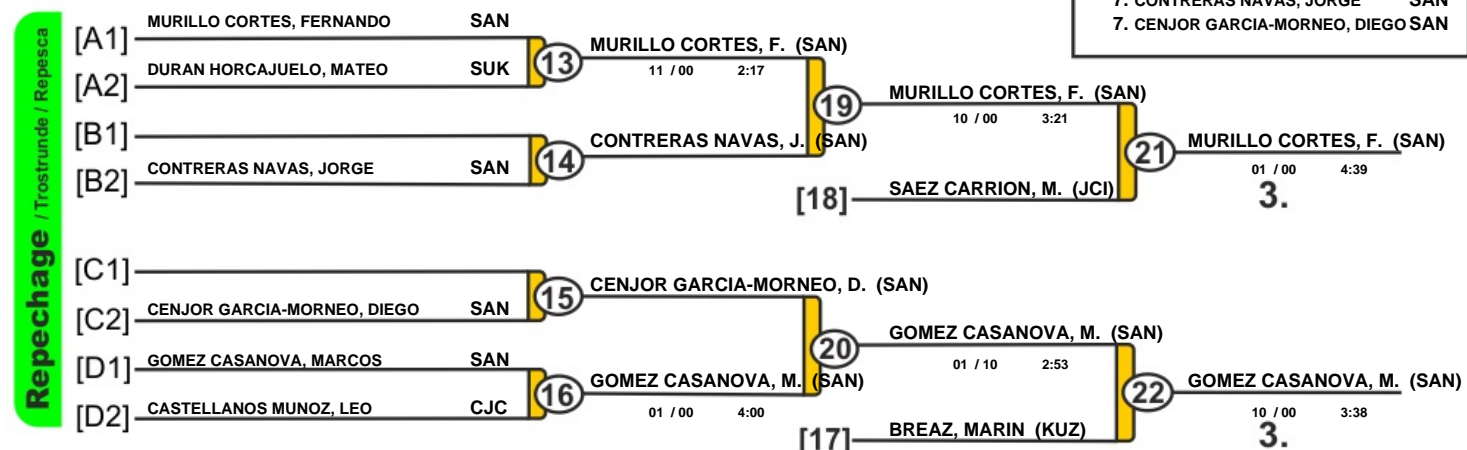 7. CONTRERAS NAVAS, JORGE SAN
7. CENJOR GARCIA-MORNEO, DIEGO SAN
Repechage / Trostrunde / Repesca
[A1] MURILLO CORTES, FERNANDO SAN
[A2] DURAN HORCAJUELO, MATEO SUK
13 MURILLO CORTES, F. (SAN)
11 / 00 2:17
[B1]
[B2] CONTRERAS NAVAS, JORGE SAN
14 CONTRERAS NAVAS, J. (SAN)
19 MURILLO CORTES, F. (SAN)
10 / 00 3:21
[18] SAEZ CARRION, M. (JCI)
21 MURILLO CORTES, F. (SAN)
01 / 00 4:39
3.
[C1]
[C2] CENJOR GARCIA-MORNEO, DIEGO SAN
15 CENJOR GARCIA-MORNEO, D. (SAN)
[D1] GOMEZ CASANOVA, MARCOS SAN
[D2] CASTELLANOS MUNOZ, LEO CJC
16 GOMEZ CASANOVA, M. (SAN)
01 / 00 4:00
20 GOMEZ CASANOVA, M. (SAN)
01 / 10 2:53
[17] BREAZ, MARIN (KUZ)
22 GOMEZ CASANOVA, M. (SAN)
10 / 00 3:38
3.